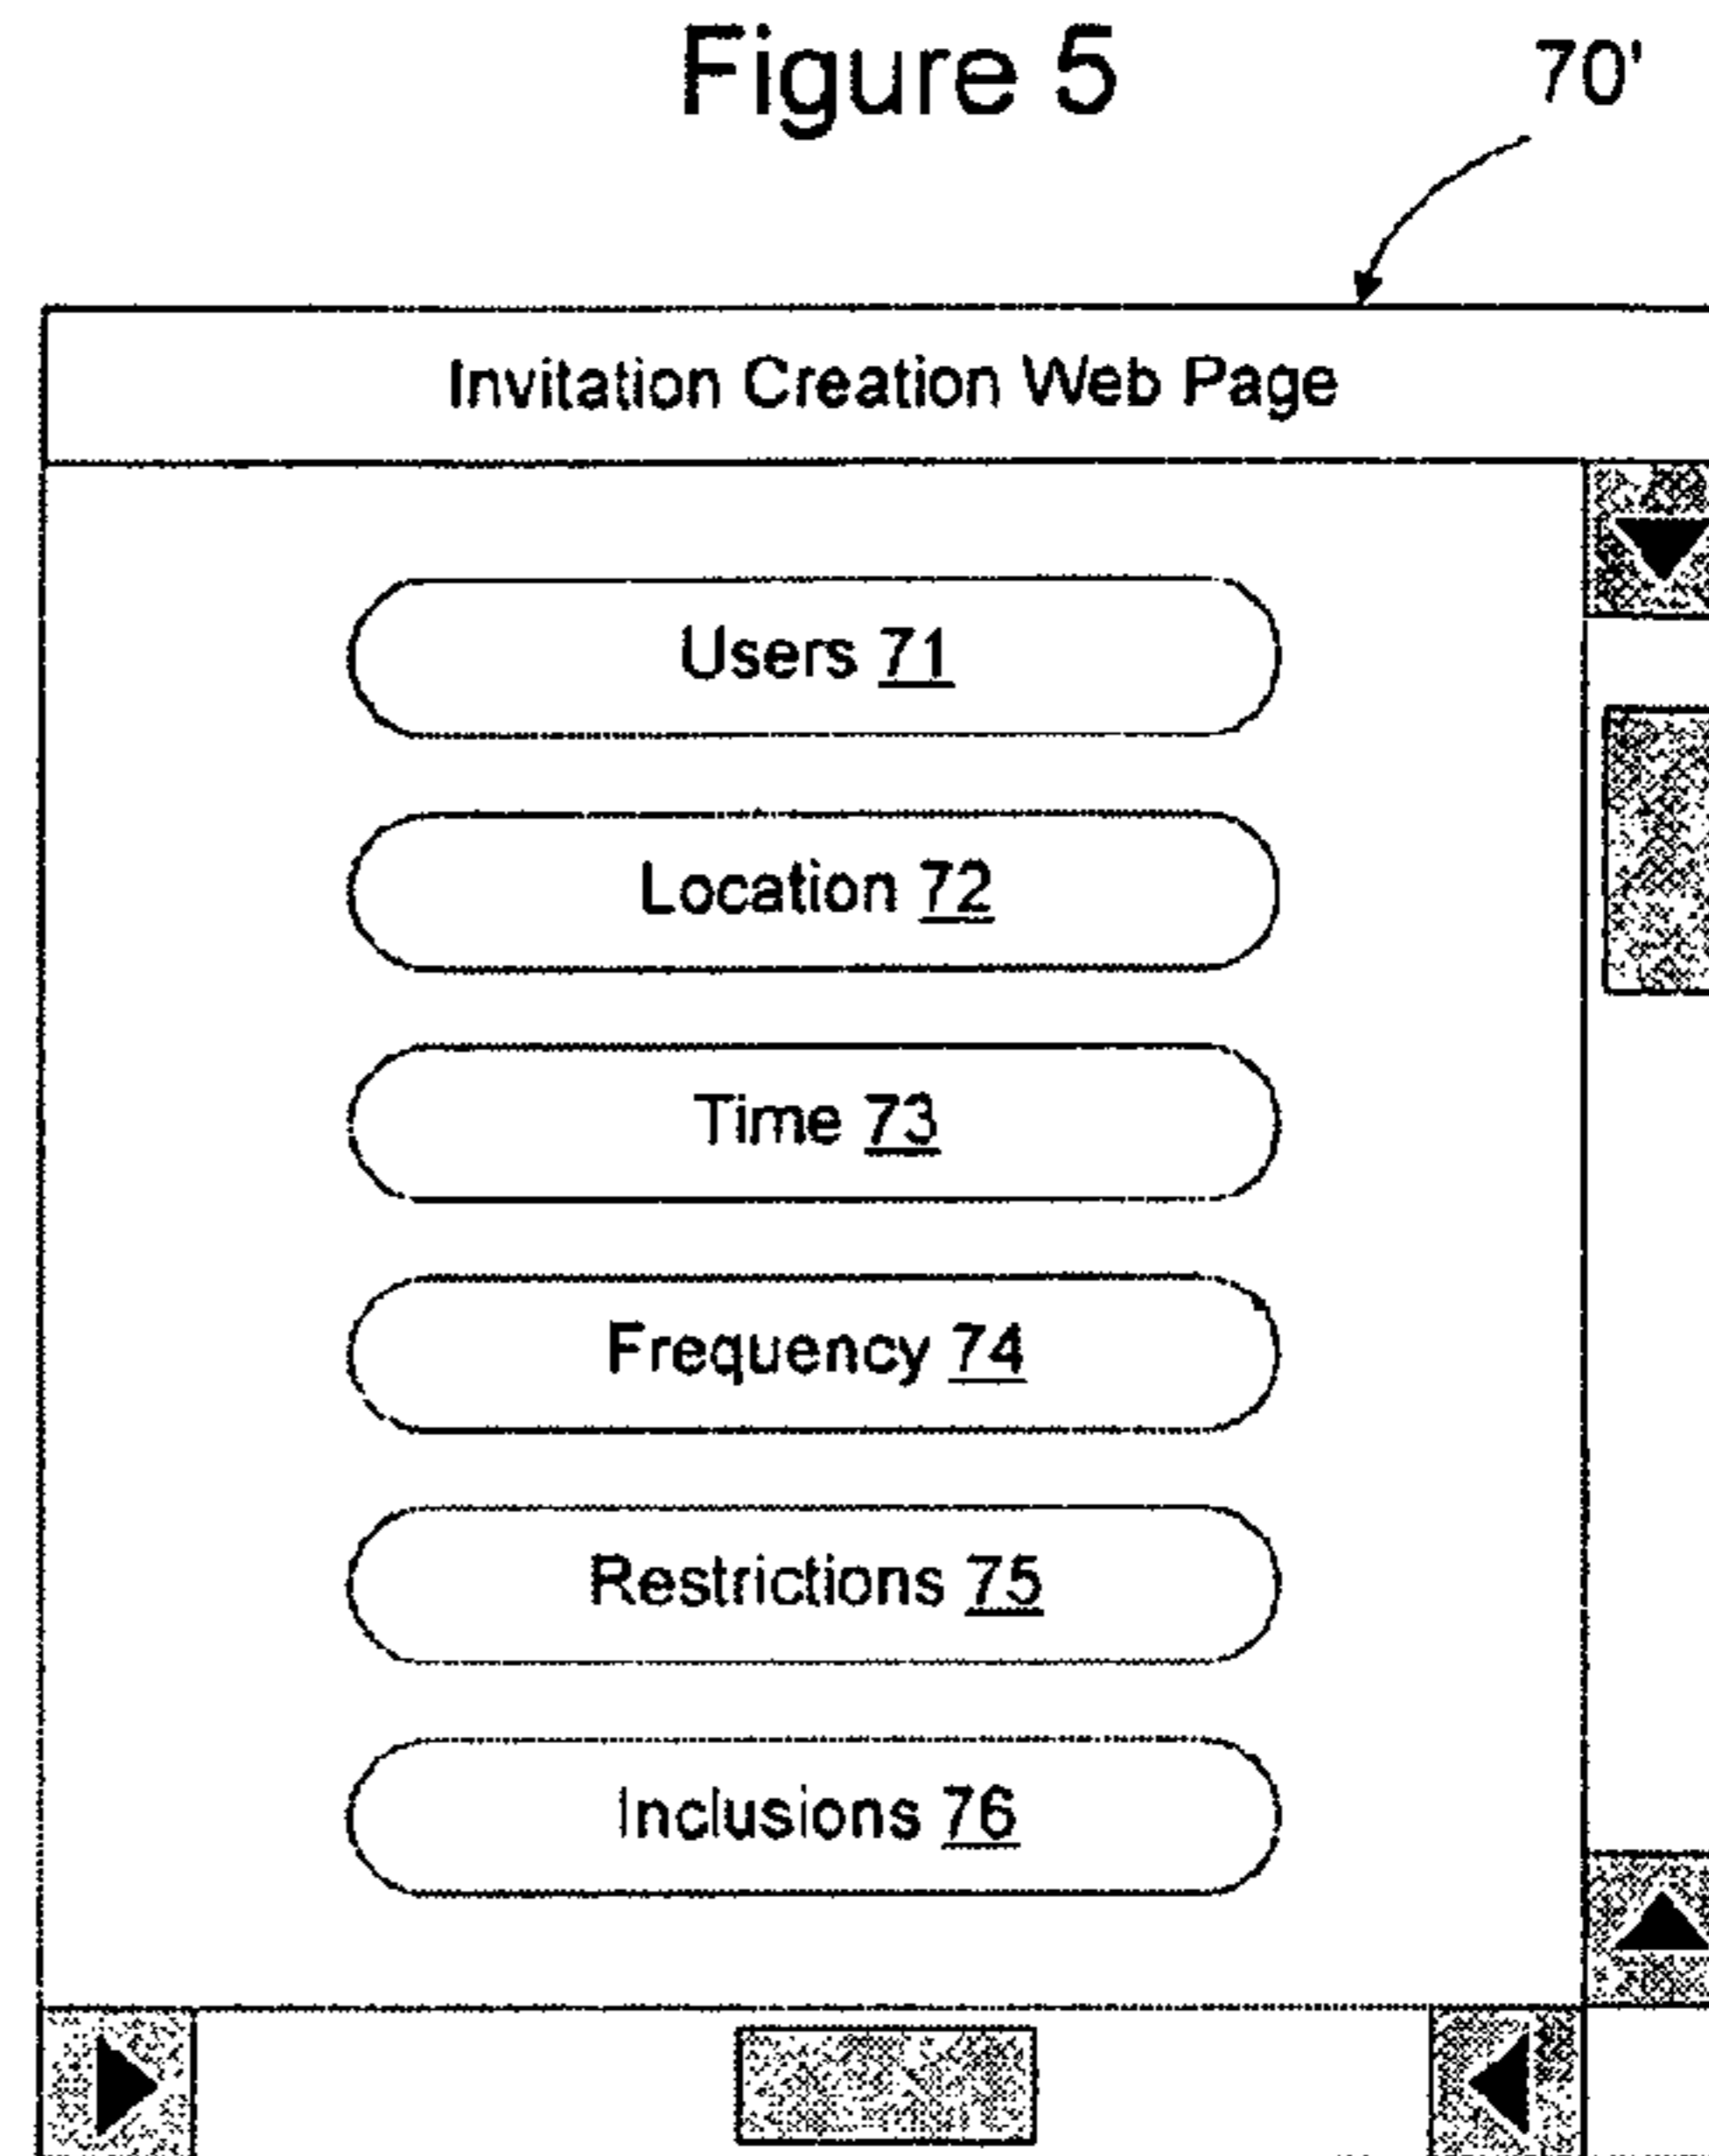 Figure 5
70'
Invitation Creation Web Page
Users 71
Location 72
Time 73
Frequency 74
Restrictions 75
Inclusions 76